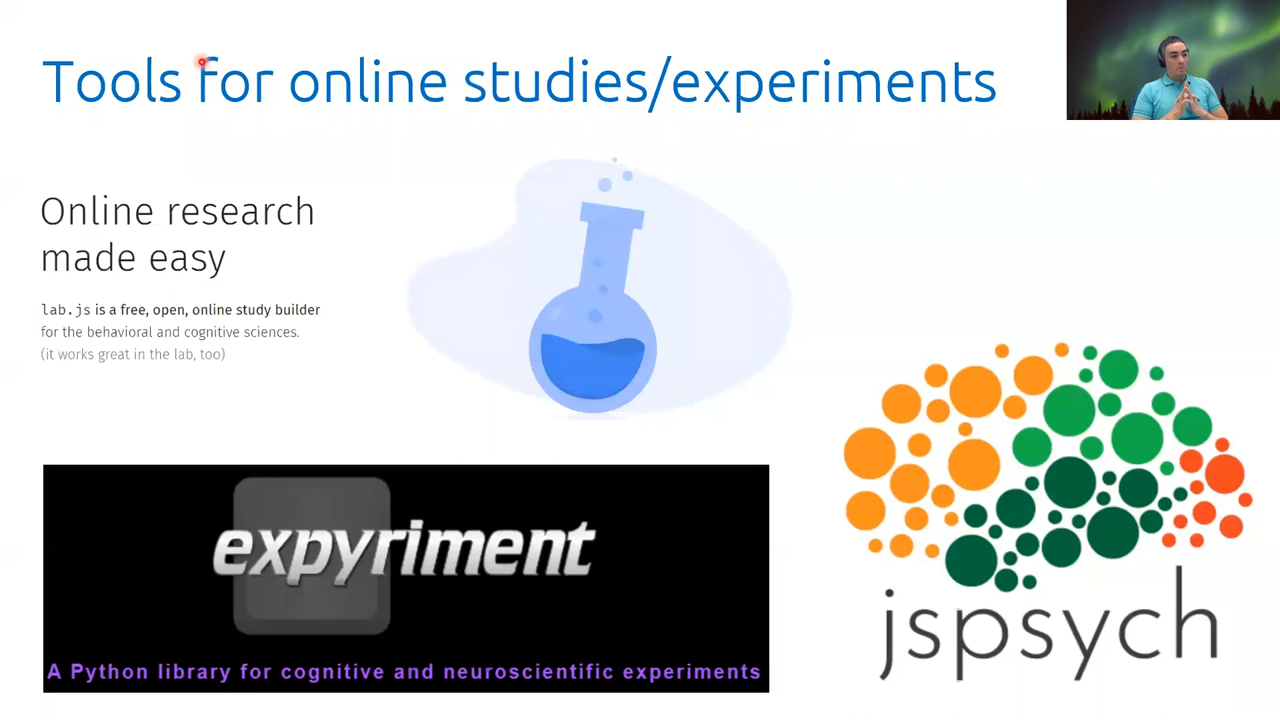 Tools for online studies/experiments
Online research
made easy
lab.js is a free, open, online study builder
for the behavioral and cognitive sciences.
(it works great in the lab, too)
expyriment
A Python library for cognitive and neuroscientific experiments
jspsych